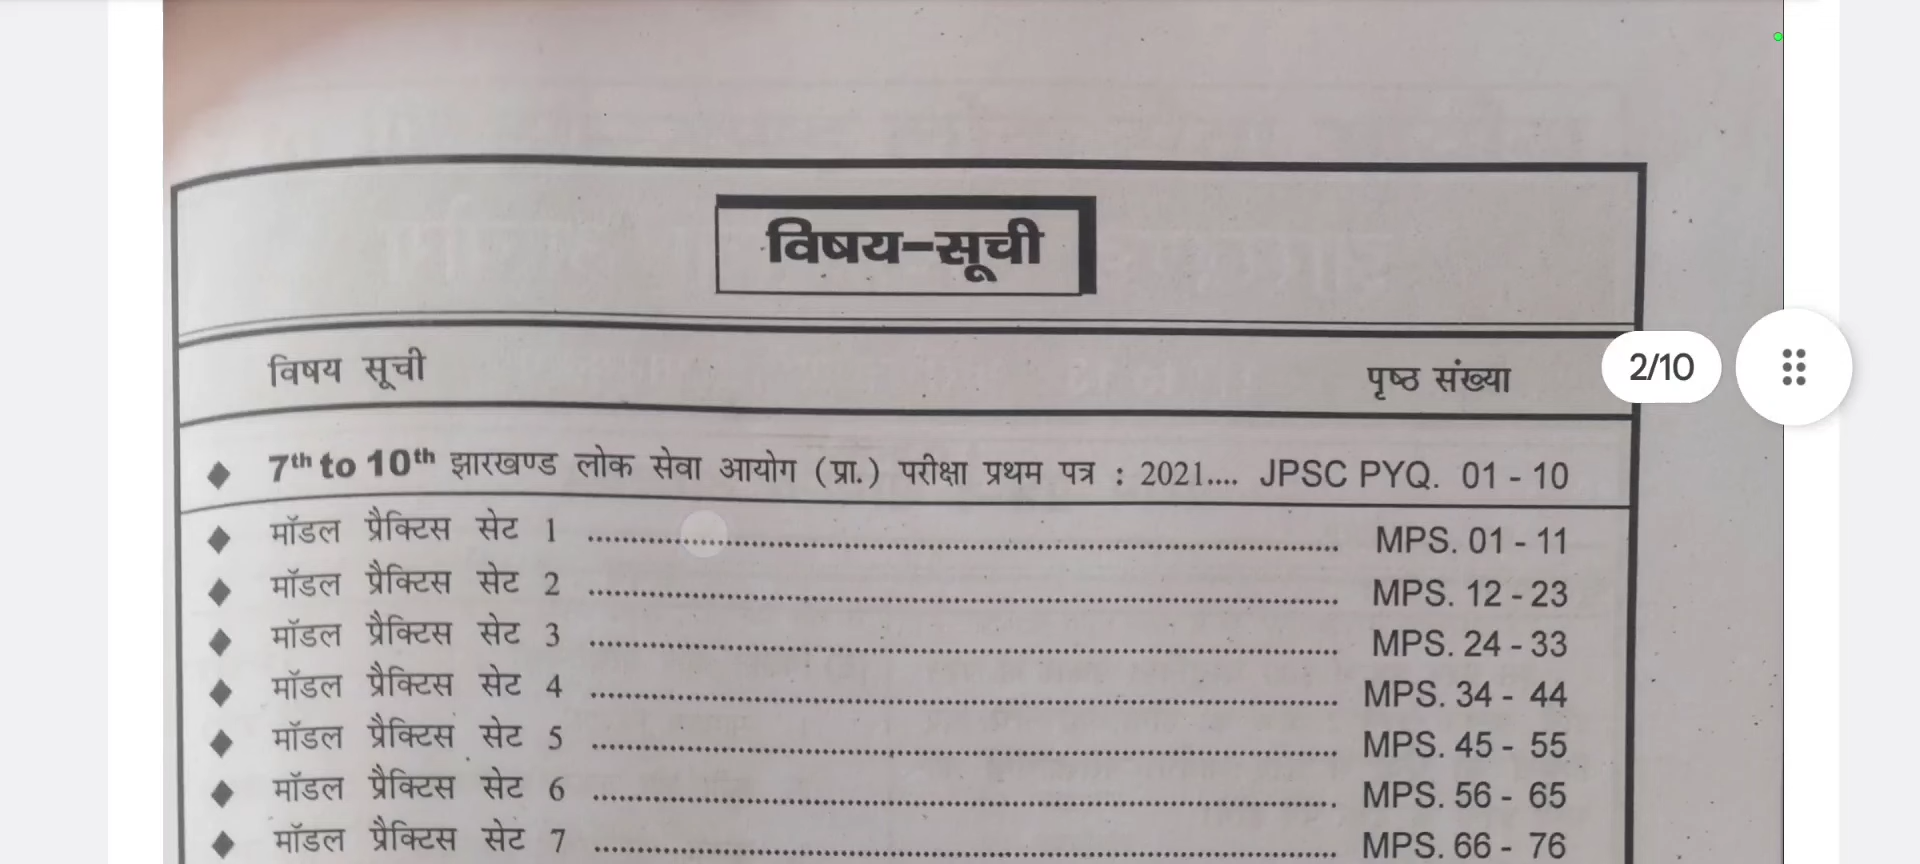 विषय-सूची
विषय सूची पृष्ठ संख्या
2/10
◆ 7th to 10th झारखण्ड लोक सेवा आयोग (प्रा.) परीक्षा प्रथम पत्र : 2021.... JPSC PYQ. 01 - 10
◆ मॉडल प्रैक्टिस सेट 1 ........................ MPS. 01 - 11
◆ मॉडल प्रैक्टिस सेट 2 ........................ MPS. 12 - 23
◆ मॉडल प्रैक्टिस सेट 3 ........................ MPS. 24 - 33
◆ मॉडल प्रैक्टिस सेट 4 ........................ MPS. 34 - 44
◆ मॉडल प्रैक्टिस सेट 5 ........................ MPS. 45 - 55
◆ मॉडल प्रैक्टिस सेट 6 ........................ MPS. 56 - 65
◆ मॉडल प्रैक्टिस सेट 7 ........................ MPS. 66 - 76